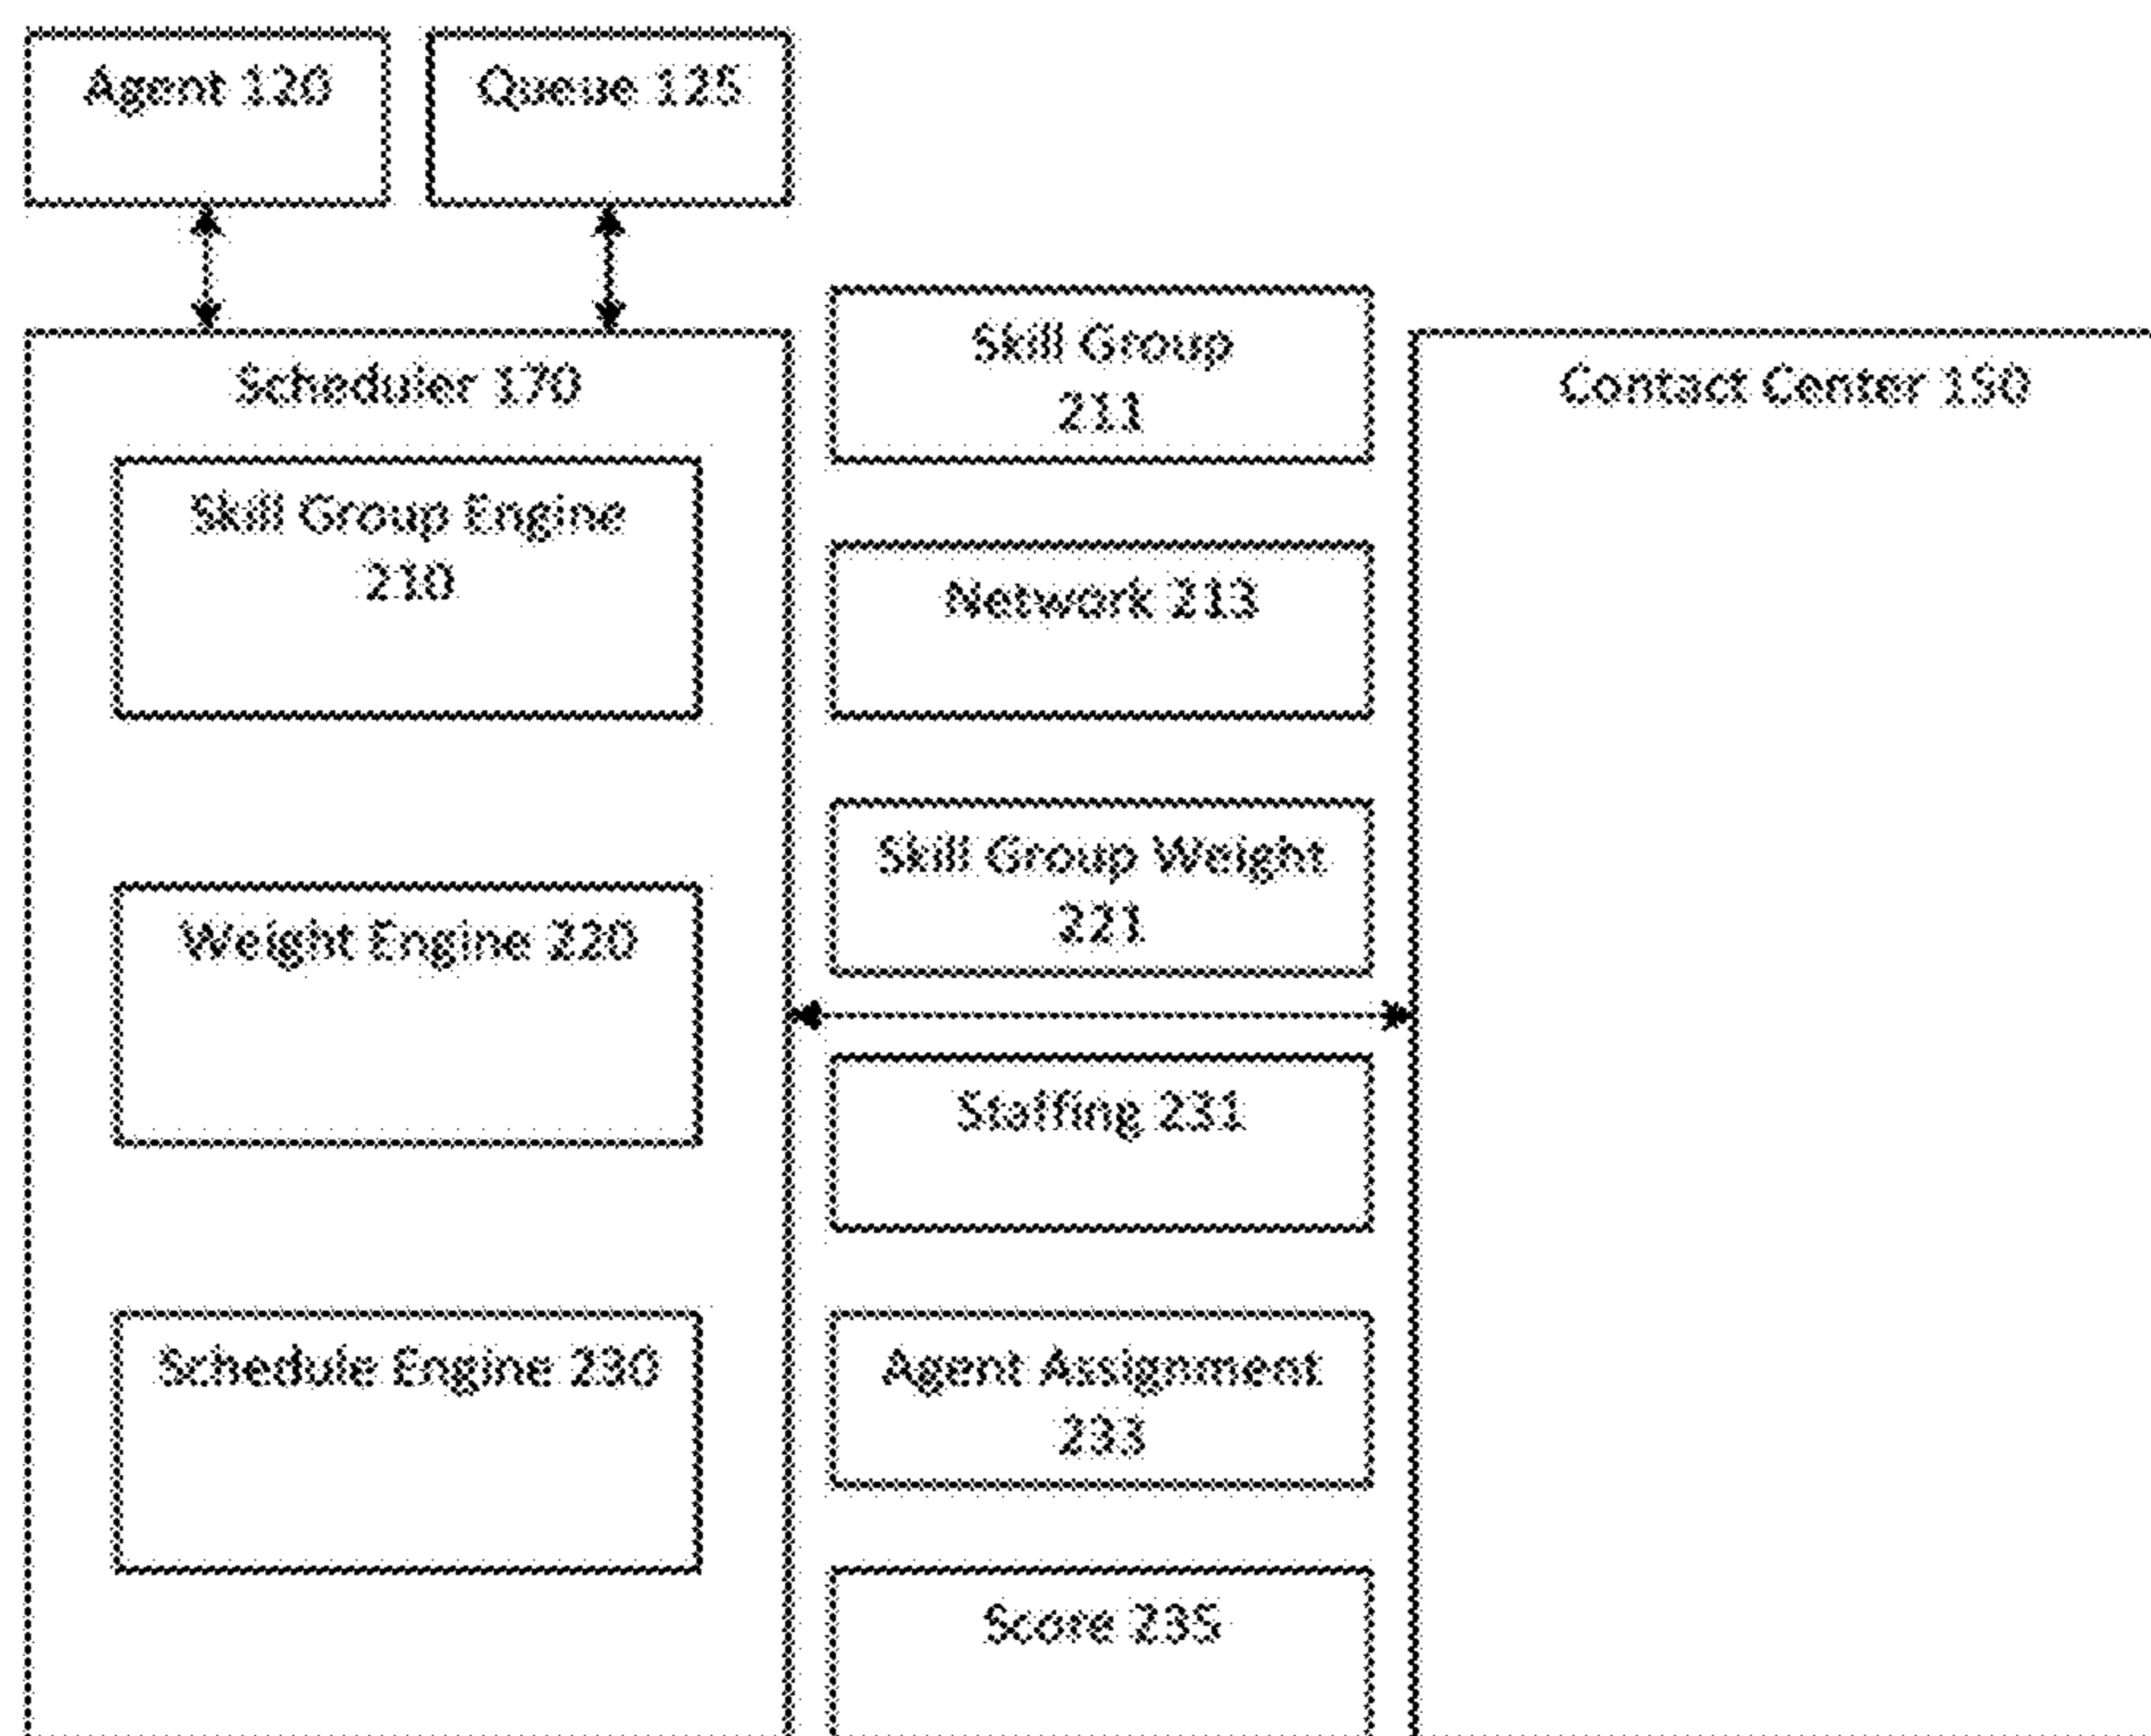 Agent 120
Queue 125
Scheduler 170
Skill Group Engine
210
Weight Engine 220
Schedule Engine 230
Skill Group
211
Network 213
Skill Group Weight
221
Staffing 231
Agent Assignment
233
Score 235
Contact Center 190